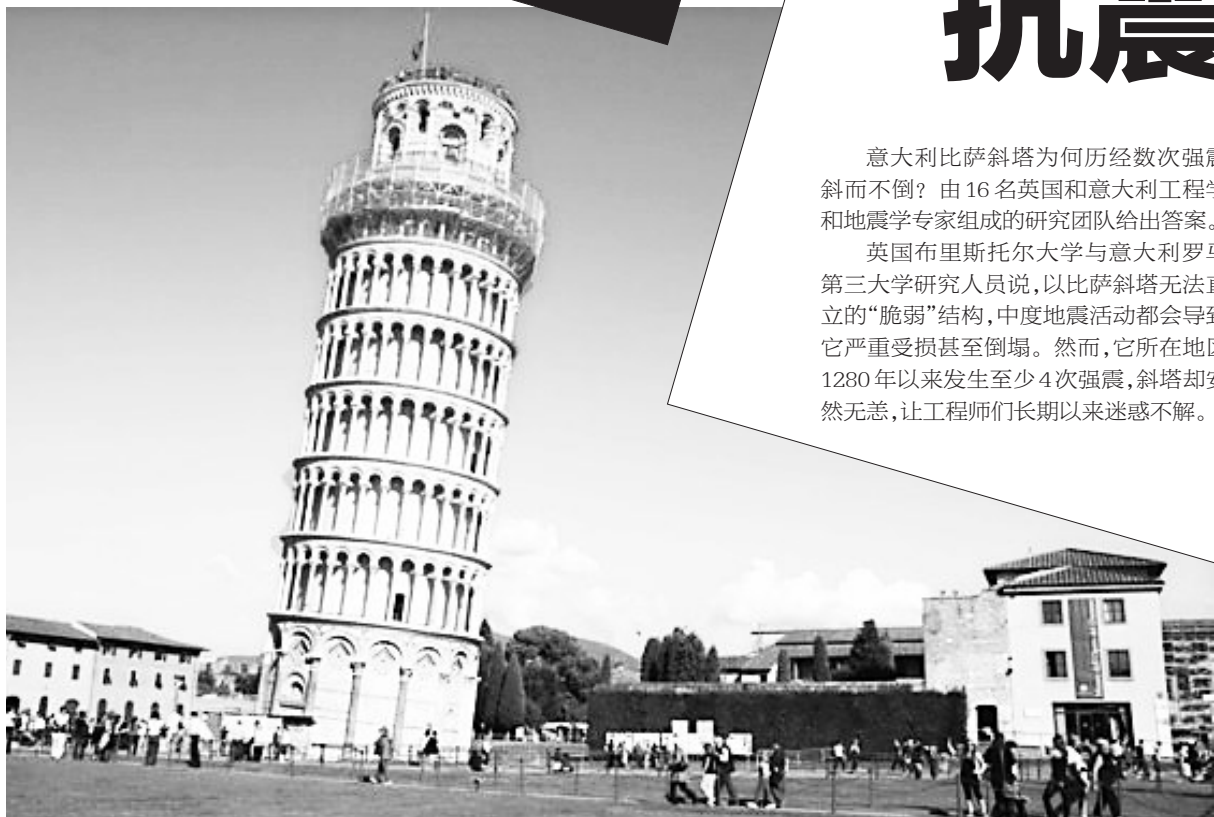 抗震
意大利比萨斜塔为何历经数次强震
斜而不倒？由16名英国和意大利工程学
和地震学专家组成的研究团队给出答案。
英国布里斯托尔大学与意大利罗马
第三大学研究人员说，以比萨斜塔无法直
立的“脆弱”结构，中度地震活动都会导致
它严重受损甚至倒塌。然而，它所在地区
1280年以来发生至少4次强震，斜塔却安
然无恙，让工程师们长期以来迷惑不解。